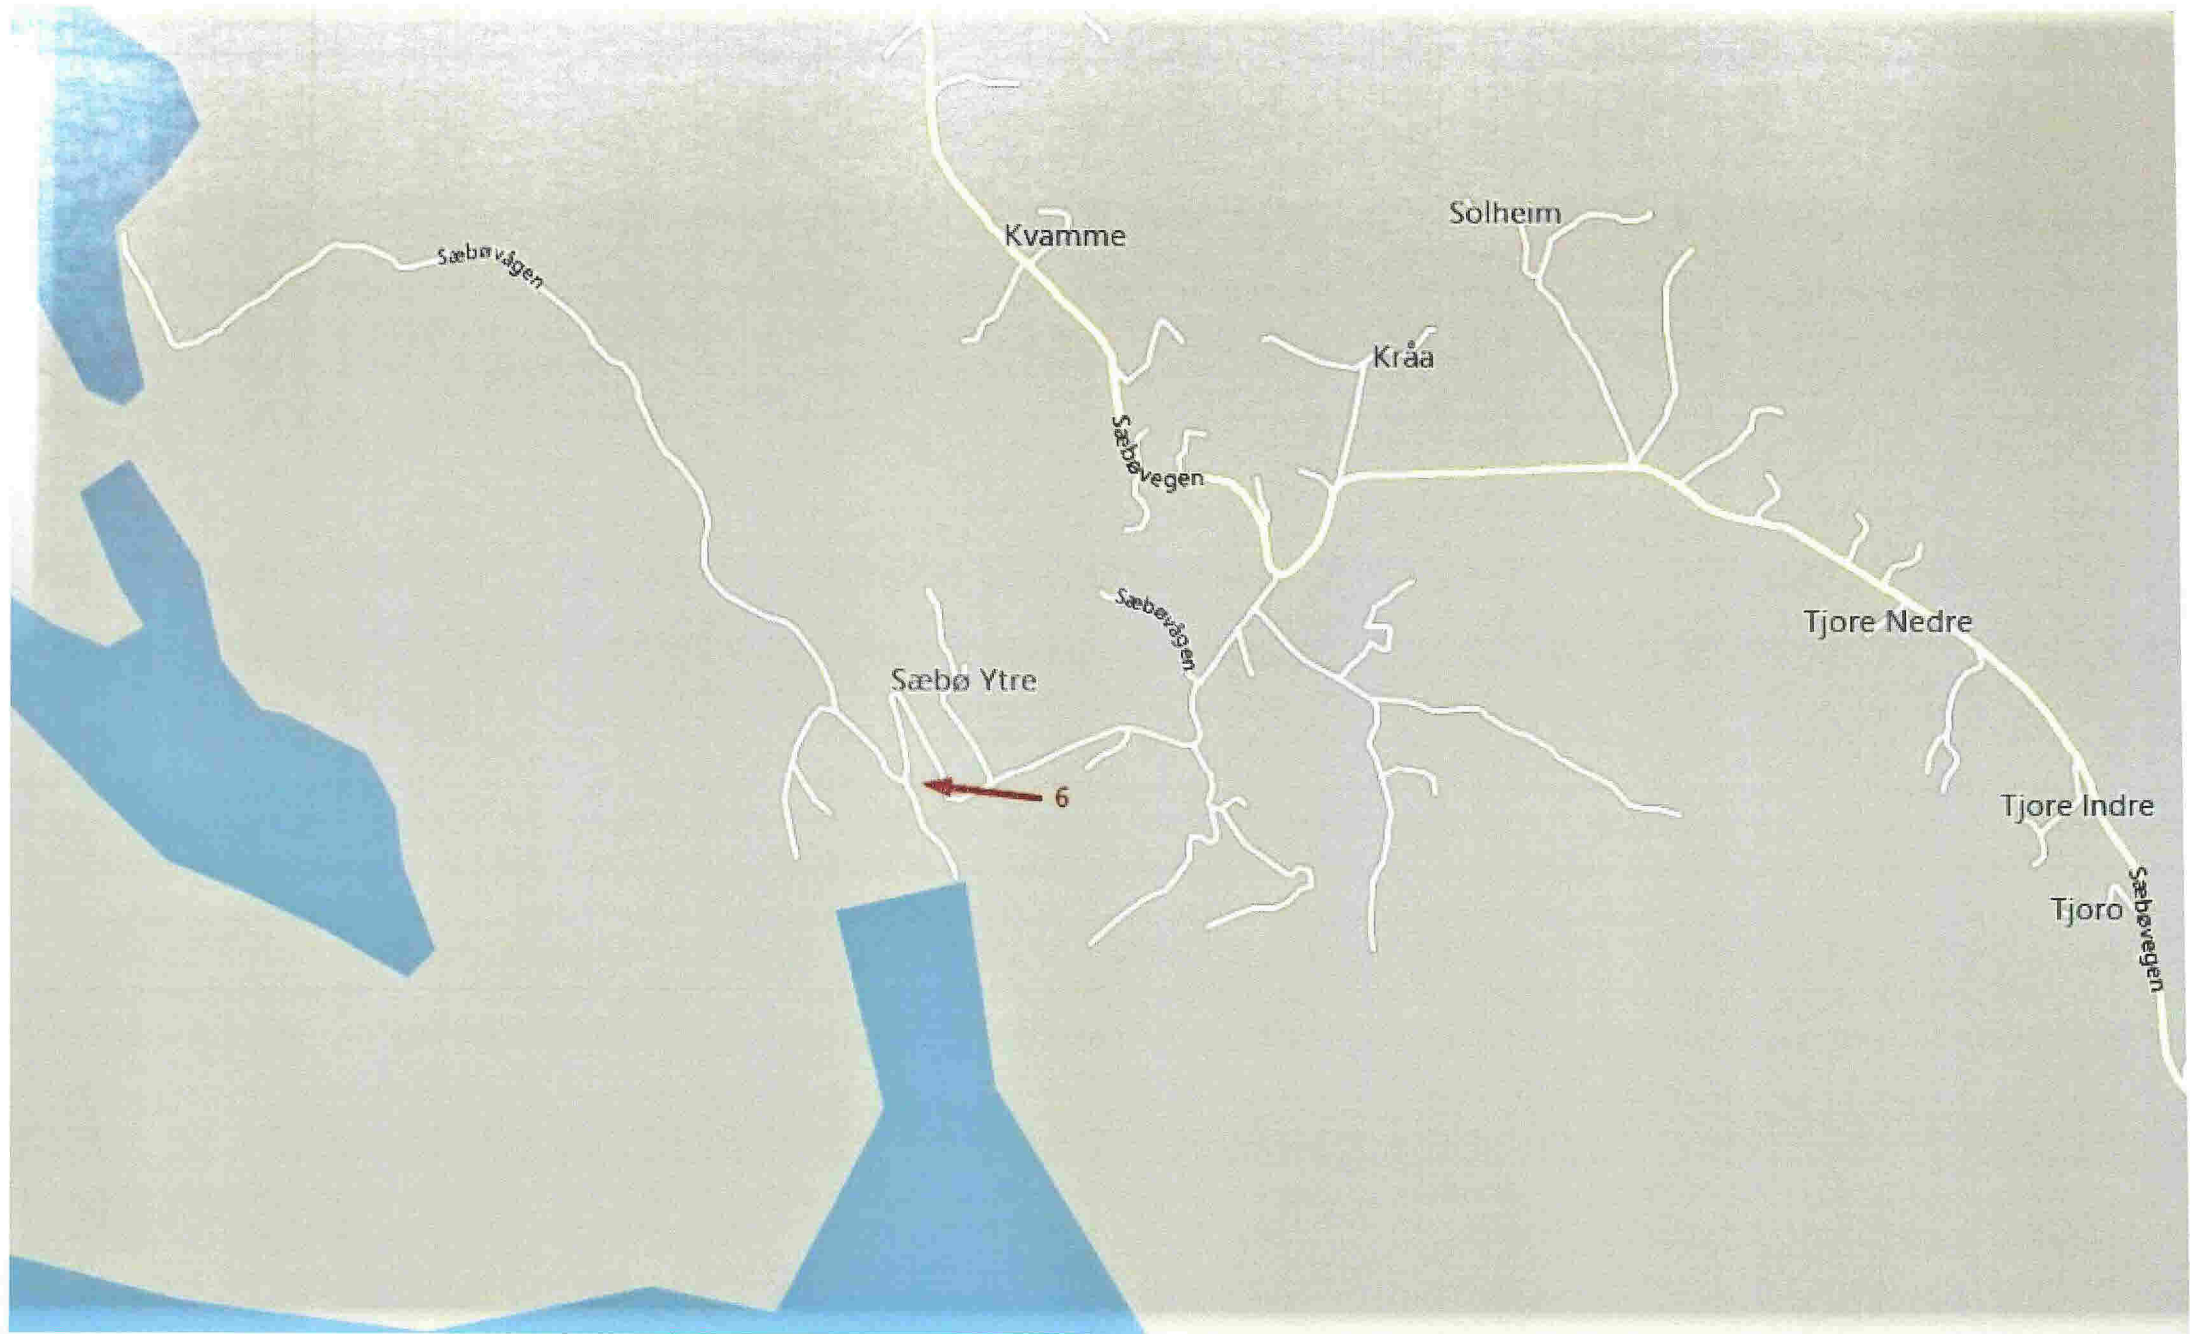 Solheim
Kvamme
Sæbøvågen
Kråa
Sæbøvegen
Sæbøvågen
Tjore Nedre
Sæbø Ytre
6
Tjore Indre
Tjoro
Sæbøvegen